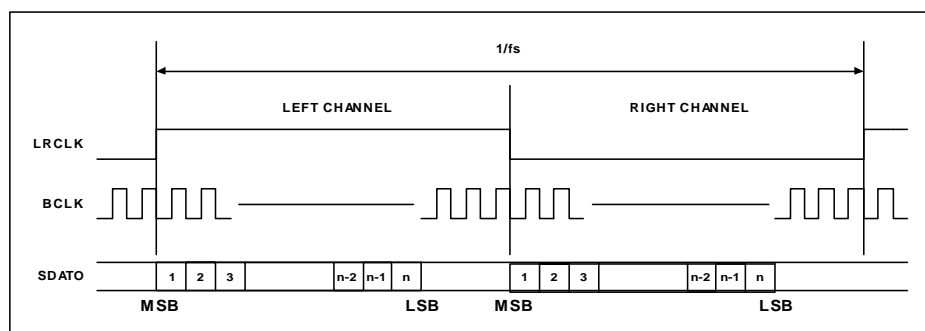 1/fs
LEFT CHANNEL RIGHT CHANNEL
LRCLK
BCLK
SDATO 1 2 3 n-2 n-1 n 1 2 3 n-2 n-1 n
MSB LSB MSB LSB